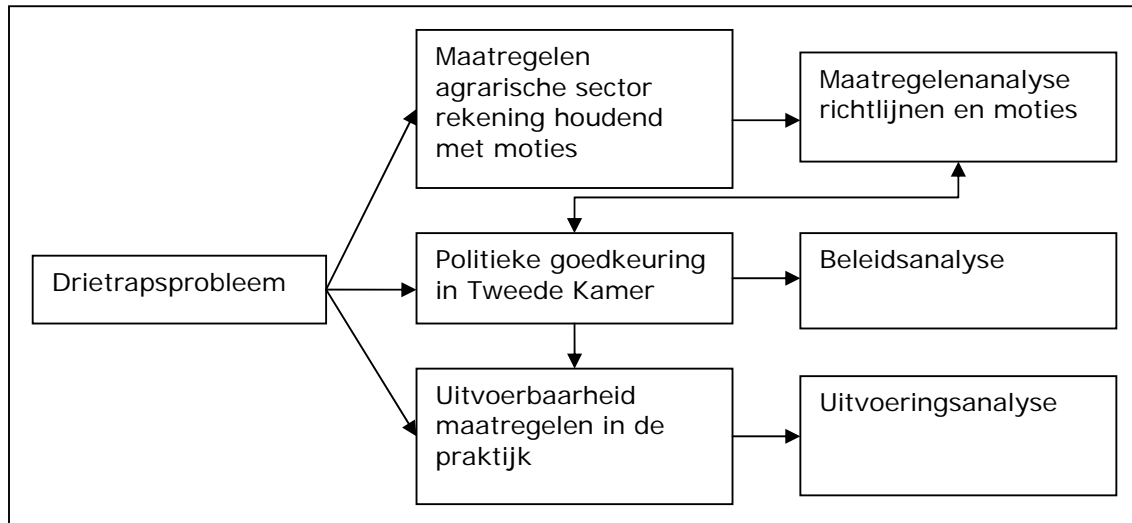 Maatregelen
agrarische sector
rekening houdend
met moties
Maatregelenanalyse
richtlijnen en moties
Drietrapsprobleem
Politieke goedkeuring
in Tweede Kamer
Beleidsanalyse
Uitvoerbaarheid
maatregelen in de
praktijk
Uitvoeringsanalyse